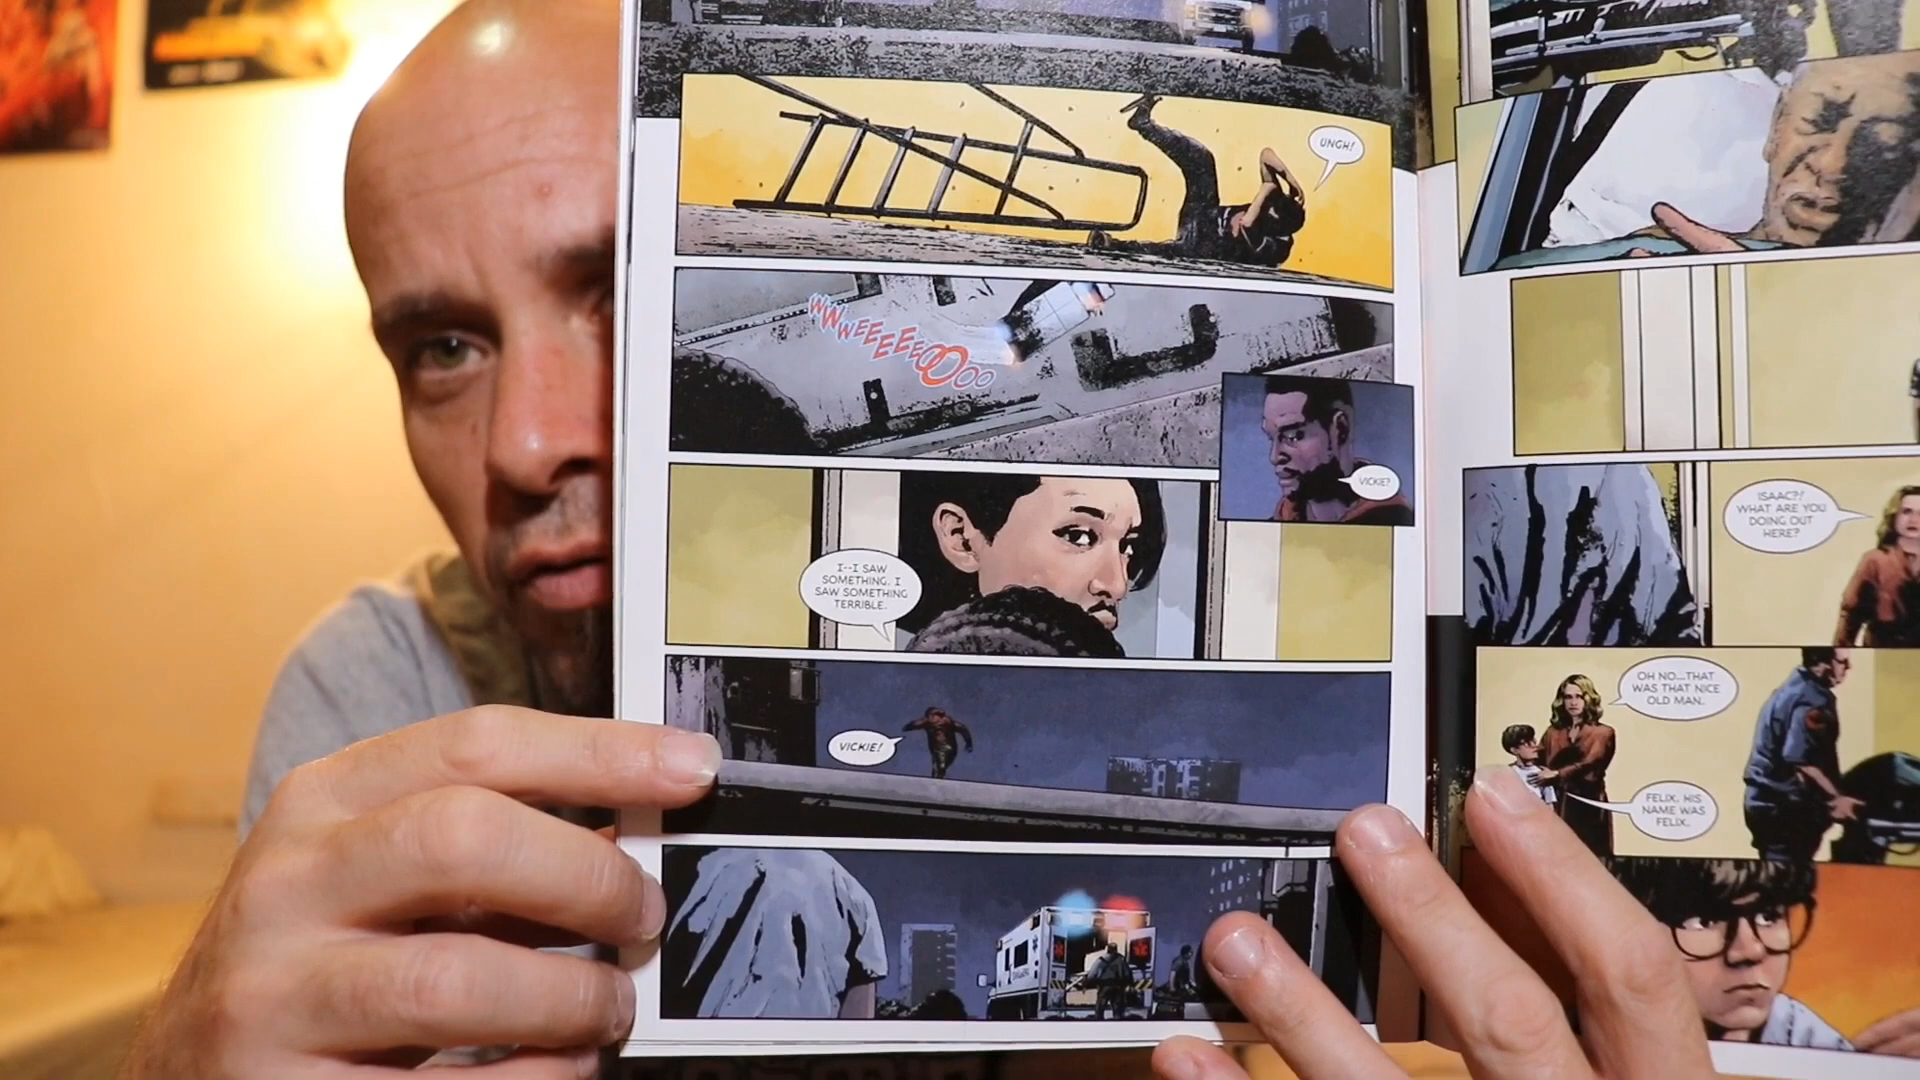 UNGH!
WWWEEEEEOOOOO
VICKIE?
I--I SAW
SOMETHING. I
SAW SOMETHING
TERRIBLE.
VICKIE!
ISAAC?!
WHAT ARE YOU
DOING OUT
HERE?
OH NO...THAT
WAS THAT NICE
OLD MAN.
FELIX. HIS
NAME WAS
FELIX.